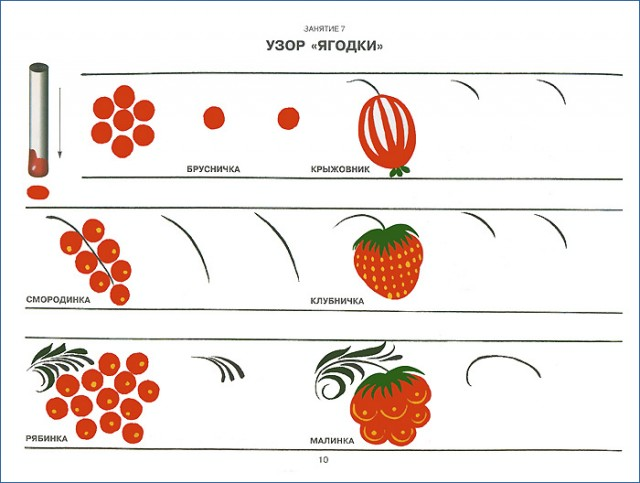 ЗАНЯТИЕ 7
УЗОР «ЯГОДКИ»
БРУСНИЧКА
КРЫЖОВНИК
СМОРОДИНКА
КЛУБНИЧКА
РЯБИНКА
МАЛИНКА
10